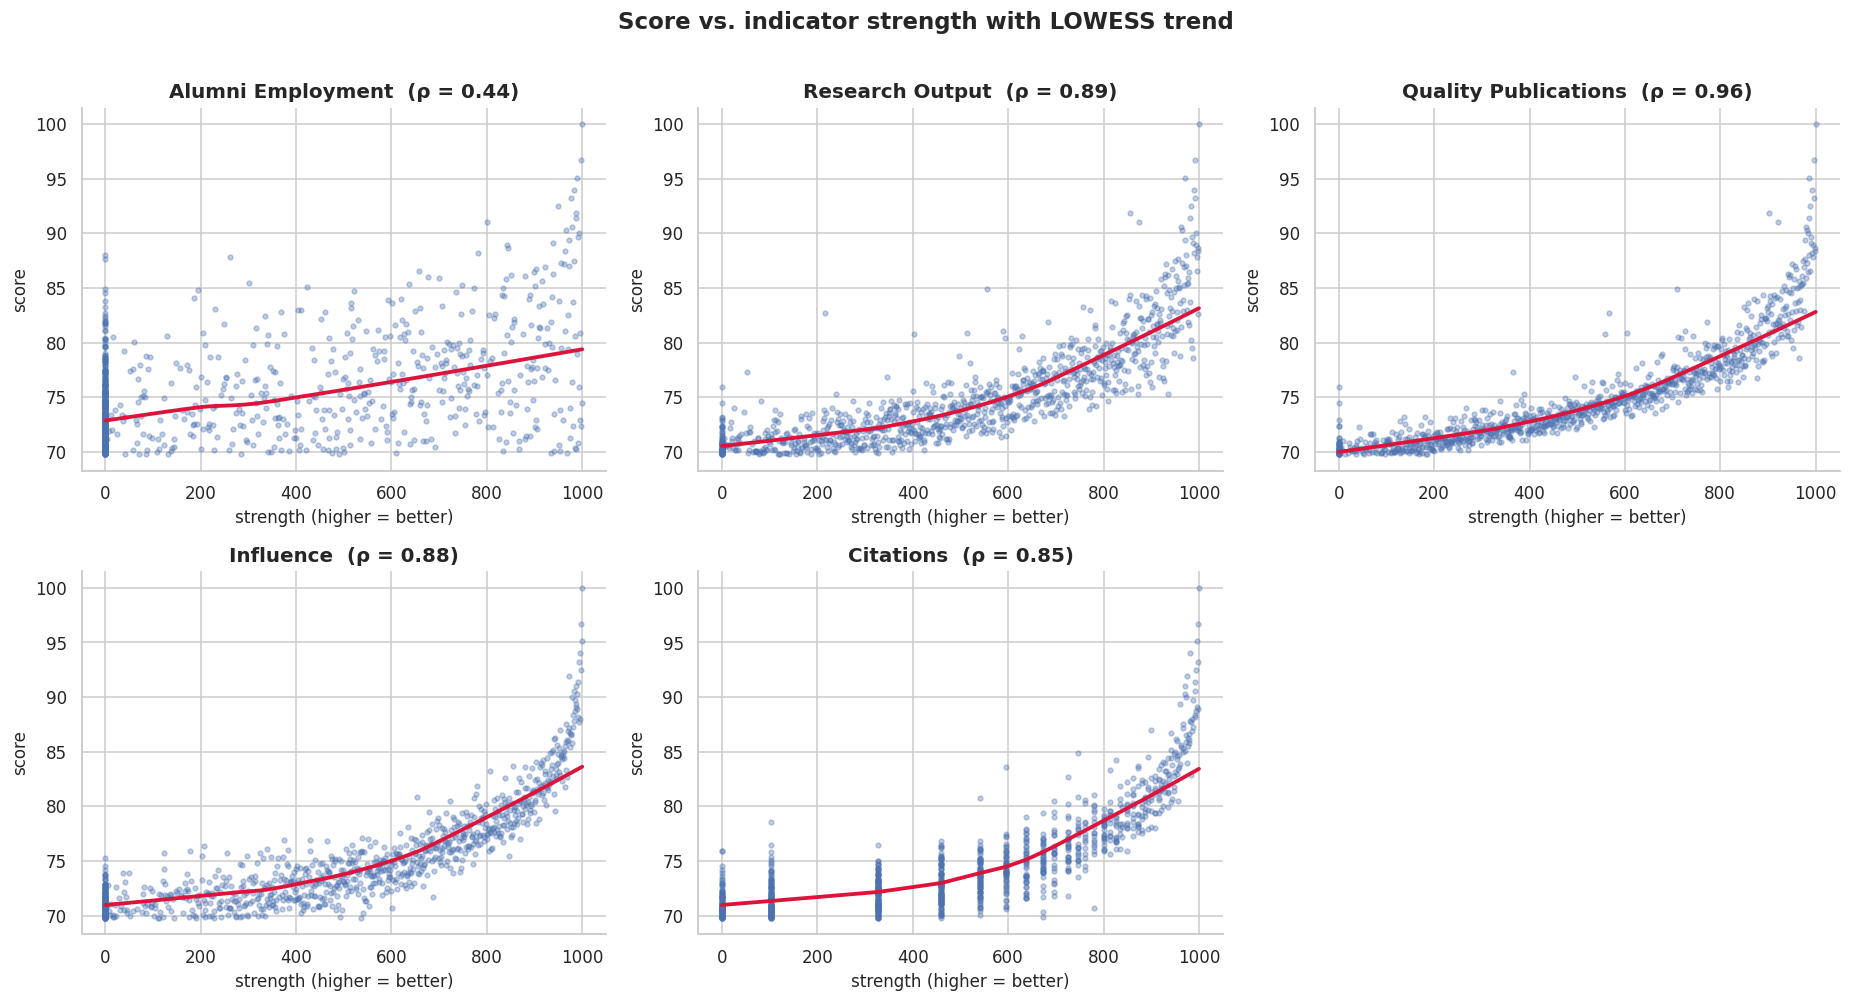 Score vs. indicator strength with LOWESS trend
Alumni Employment (ρ = 0.44)
100
95
90
85
80
75
70
score
0 200 400 600 800 1000
strength (higher = better)
Research Output (ρ = 0.89)
100
95
90
85
80
75
70
score
0 200 400 600 800 1000
strength (higher = better)
Quality Publications (ρ = 0.96)
100
95
90
85
80
75
70
score
0 200 400 600 800 1000
strength (higher = better)
Influence (ρ = 0.88)
100
95
90
85
80
75
70
score
0 200 400 600 800 1000
strength (higher = better)
Citations (ρ = 0.85)
100
95
90
85
80
75
70
score
0 200 400 600 800 1000
strength (higher = better)